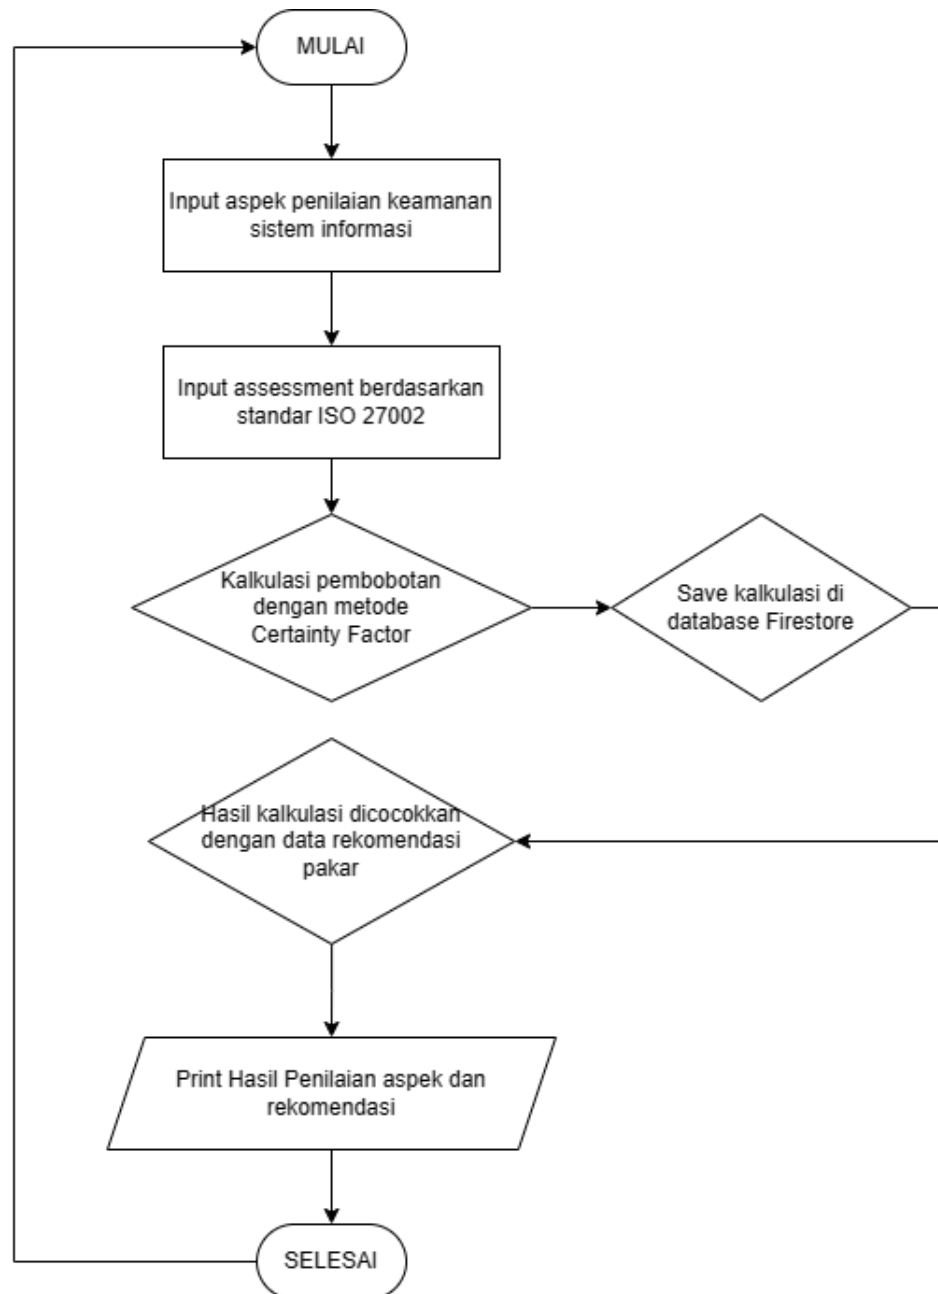 MULAI
Input aspek penilaian keamanan
sistem informasi
Input assessment berdasarkan
standar ISO 27002
Kalkulasi pembobotan
dengan metode
Certainty Factor
Save kalkulasi di
database Firestore
Hasil kalkulasi dicocokkan
dengan data rekomendasi
pakar
Print Hasil Penilaian aspek dan
rekomendasi
SELESAI